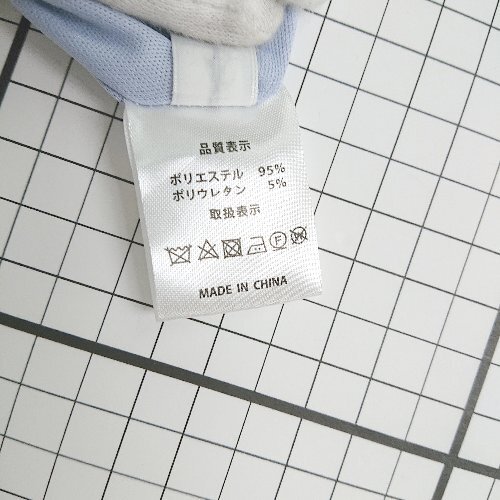 品質表示
ポリエステル 95%
ポリウレタン 5%
取扱表示
F W
MADE IN CHINA